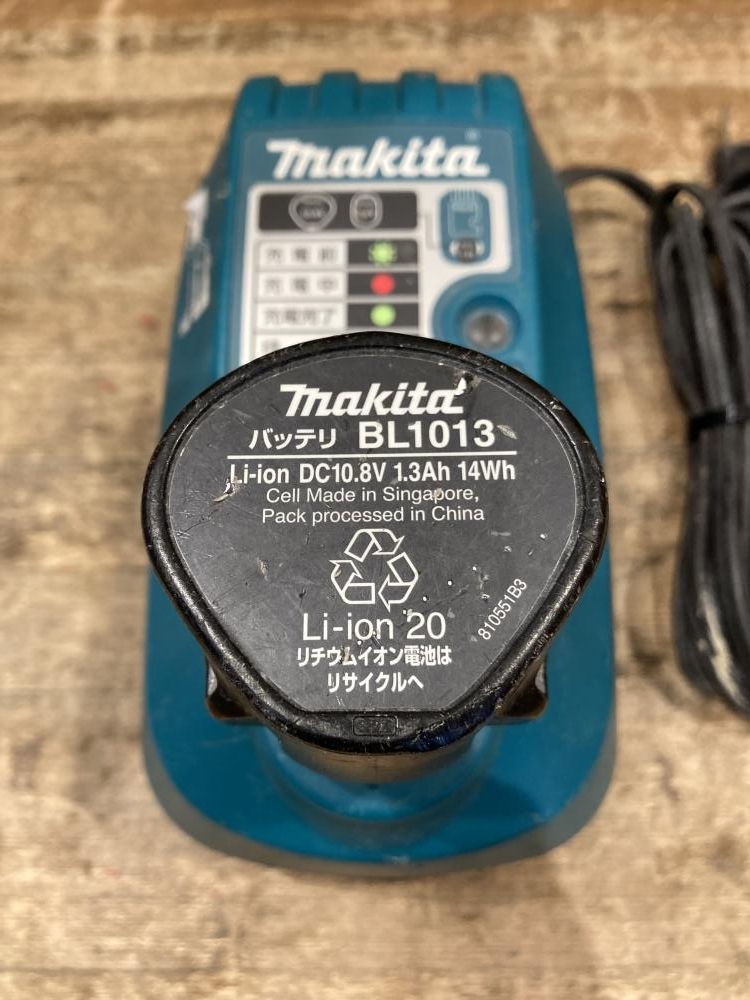 makita
充電前
充電中
充電完了
makita
バッテリ BL1013
Li-ion DC10.8V 1.3Ah 14Wh
Cell Made in Singapore,
Pack processed in China
Li-ion 20
810551B3
リチウムイオン電池は
リサイクルへ